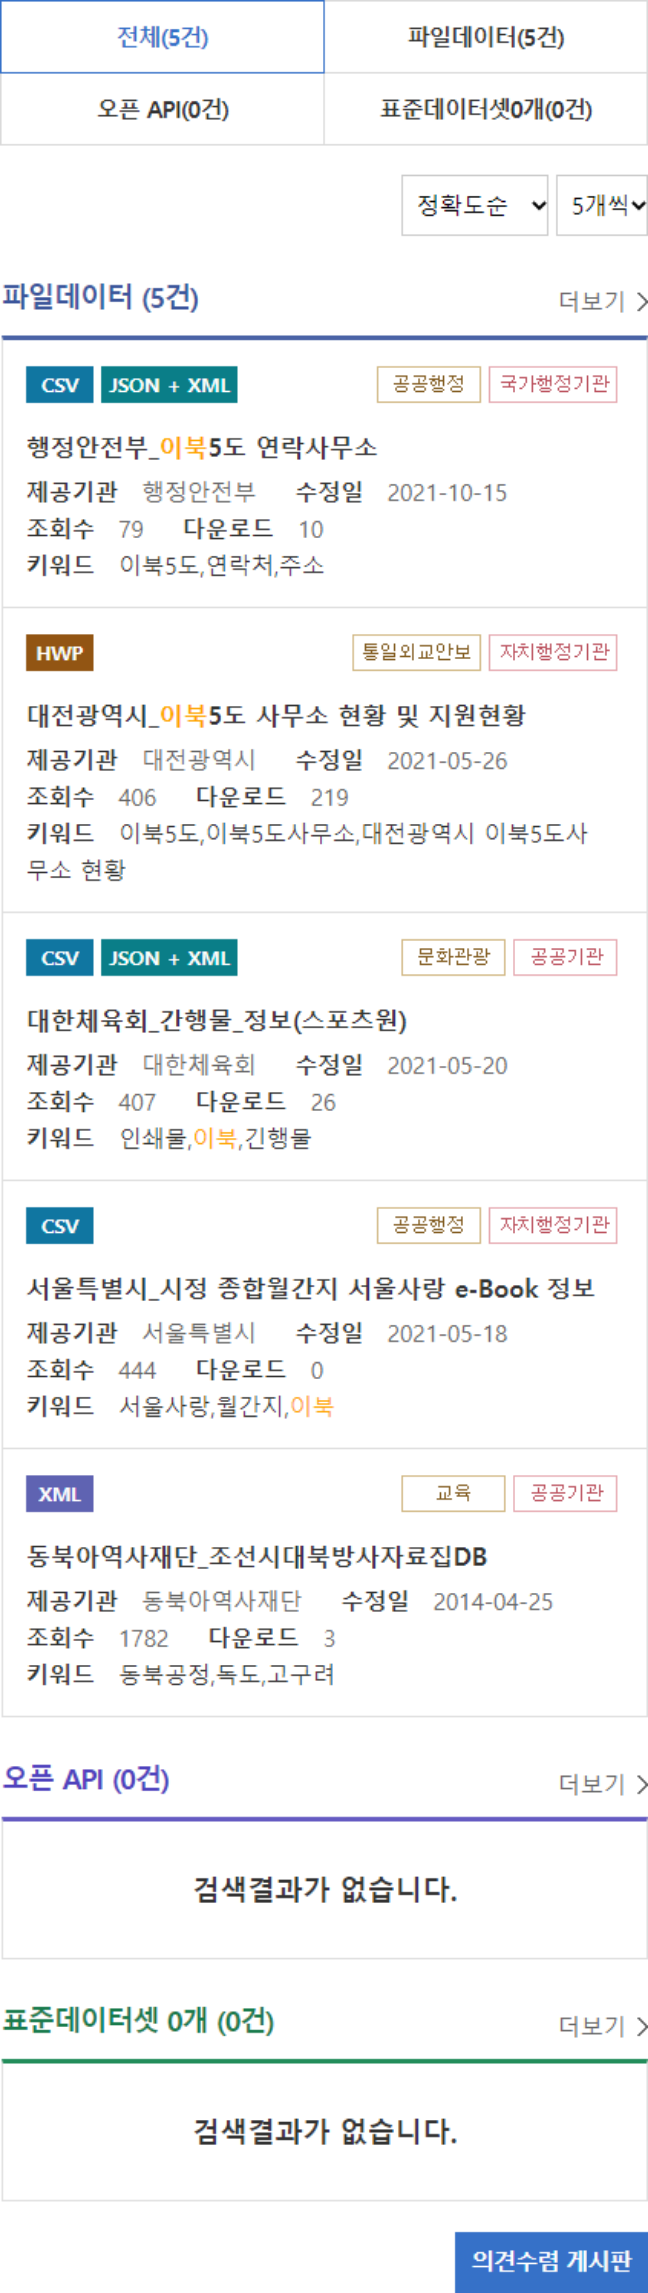 전체(5건) 파일데이터(5건)
오픈 API(0건) 표준데이터셋0개(0건)
정확도순 5개씩
파일데이터 (5건) 더보기
CSV JSON + XML 공공행정 국가행정기관
행정안전부_이북5도 연락사무소
제공기관 행정안전부 수정일 2021-10-15
조회수 79 다운로드 10
키워드 이북5도,연락처,주소
HWP 통일외교안보 자치행정기관
대전광역시_이북5도 사무소 현황 및 지원현황
제공기관 대전광역시 수정일 2021-05-26
조회수 406 다운로드 219
키워드 이북5도,이북5도사무소,대전광역시 이북5도사
무소 현황
CSV JSON + XML 문화관광 공공기관
대한체육회_간행물_정보(스포츠원)
제공기관 대한체육회 수정일 2021-05-20
조회수 407 다운로드 26
키워드 인쇄물,이북,긴행물
CSV 공공행정 자치행정기관
서울특별시_시정 종합월간지 서울사랑 e-Book 정보
제공기관 서울특별시 수정일 2021-05-18
조회수 444 다운로드 0
키워드 서울사랑,월간지,이북
XML 교육 공공기관
동북아역사재단_조선시대북방사자료집DB
제공기관 동북아역사재단 수정일 2014-04-25
조회수 1782 다운로드 3
키워드 동북공정,독도,고구려
오픈 API (0건) 더보기
검색결과가 없습니다.
표준데이터셋 0개 (0건) 더보기
검색결과가 없습니다.
의견수렴 게시판